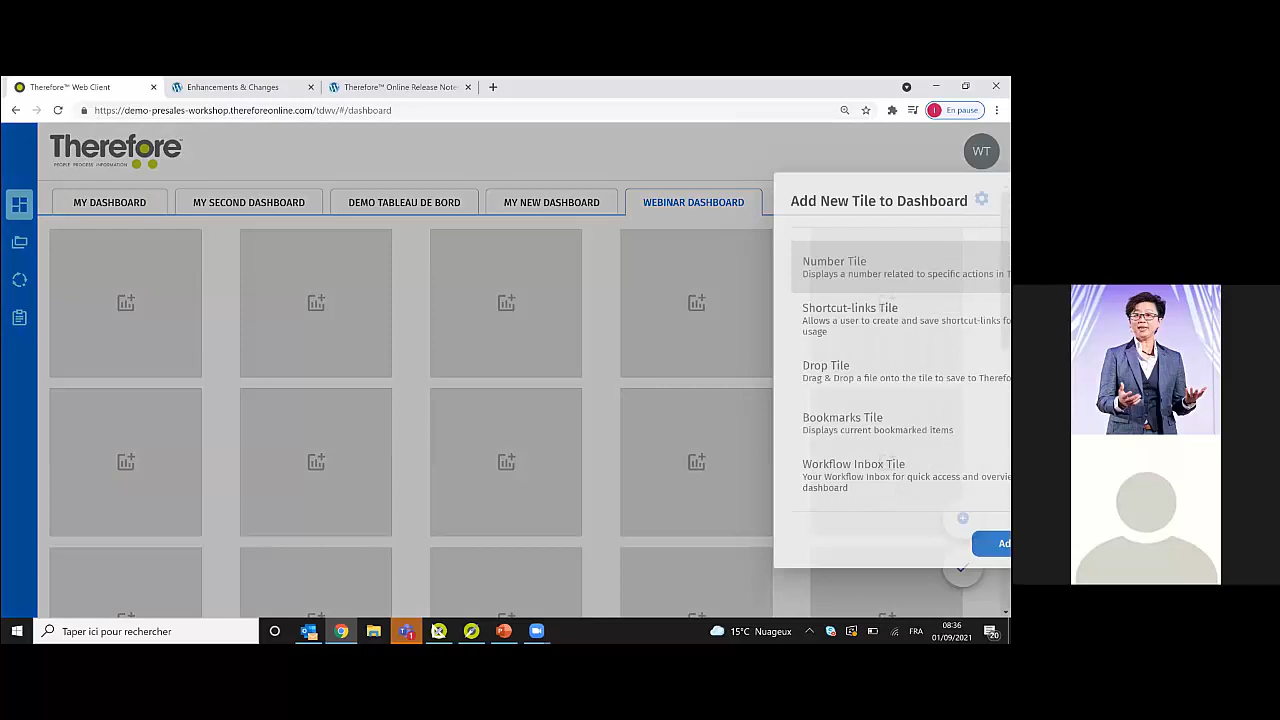 Therefore™ Web Client
Enhancements & Changes
Therefore™ Online Release Note
https://demo-presales-workshop.thereforeonline.com/tdwv/#/dashboard
I
En pause
Therefore
PEOPLE PROCESS INFORMATION
WT
MY DASHBOARD
MY SECOND DASHBOARD
DEMO TABLEAU DE BORD
MY NEW DASHBOARD
WEBINAR DASHBOARD
Add New Tile to Dashboard
Number Tile
Displays a number related to specific actions in T
Shortcut-links Tile
Allows a user to create and save shortcut-links fo
usage
Drop Tile
Drag & Drop a file onto the tile to save to Therefo
Bookmarks Tile
Displays current bookmarked items
Workflow Inbox Tile
Your Workflow Inbox for quick access and overvie
dashboard
Ad
Taper ici pour rechercher
1
15°C Nuageux
FRA
08:36
01/09/2021
20